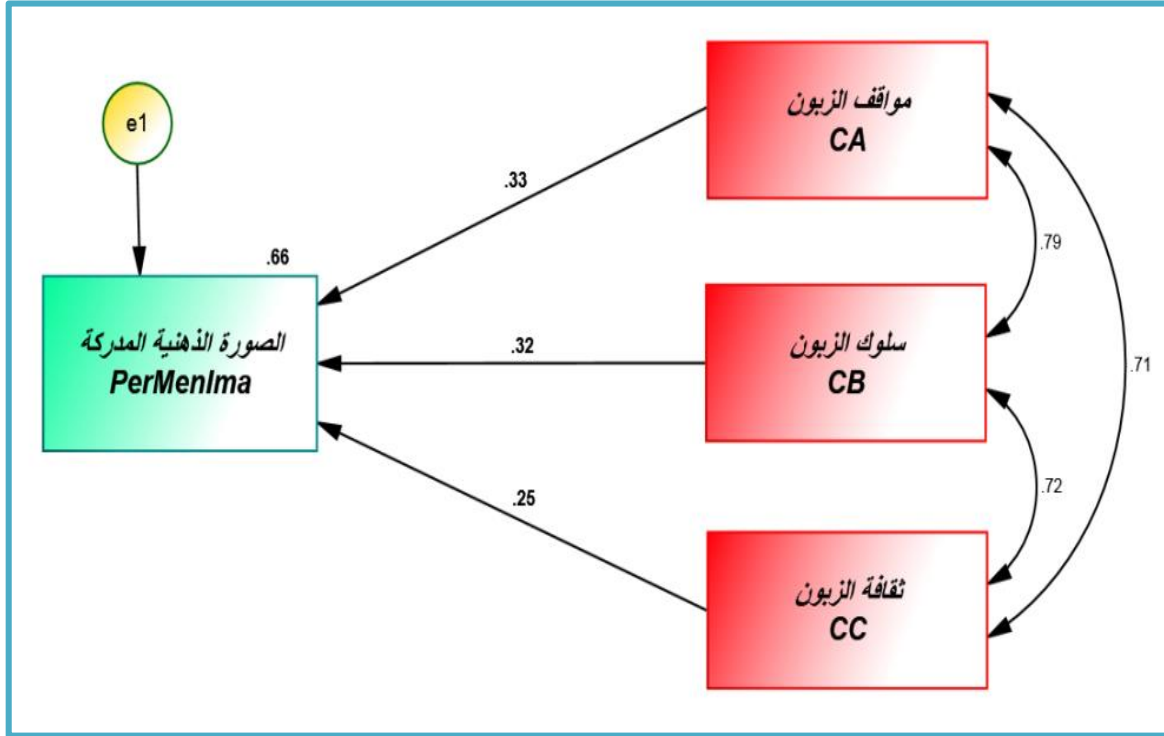 مواقف الزبون
CA
e1
.33
.79
.66
الصورة الذهنية المدركة
PerMenIma
سلوك الزبون
CB
.32
.71
.72
.25
ثقافة الزبون
CC